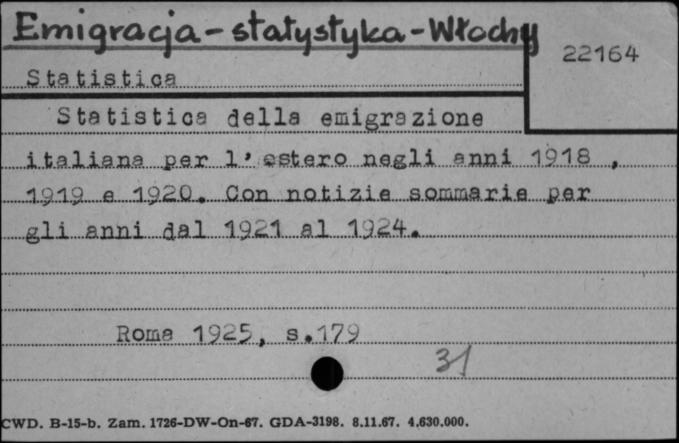 Emigracja - statystyka - Włochy
22164
Statistica
Statistica della emigrazione
italiana per l' estero negli anni 1918 ,
1919 e 1920. Con notizie sommarie per
gli anni dal 1921 al 1924.
Roma 1925, s.179
31
CWD. B-15-b. Zam. 1726-DW-On-67. GDA-3198. 8.11.67. 4.630.000.